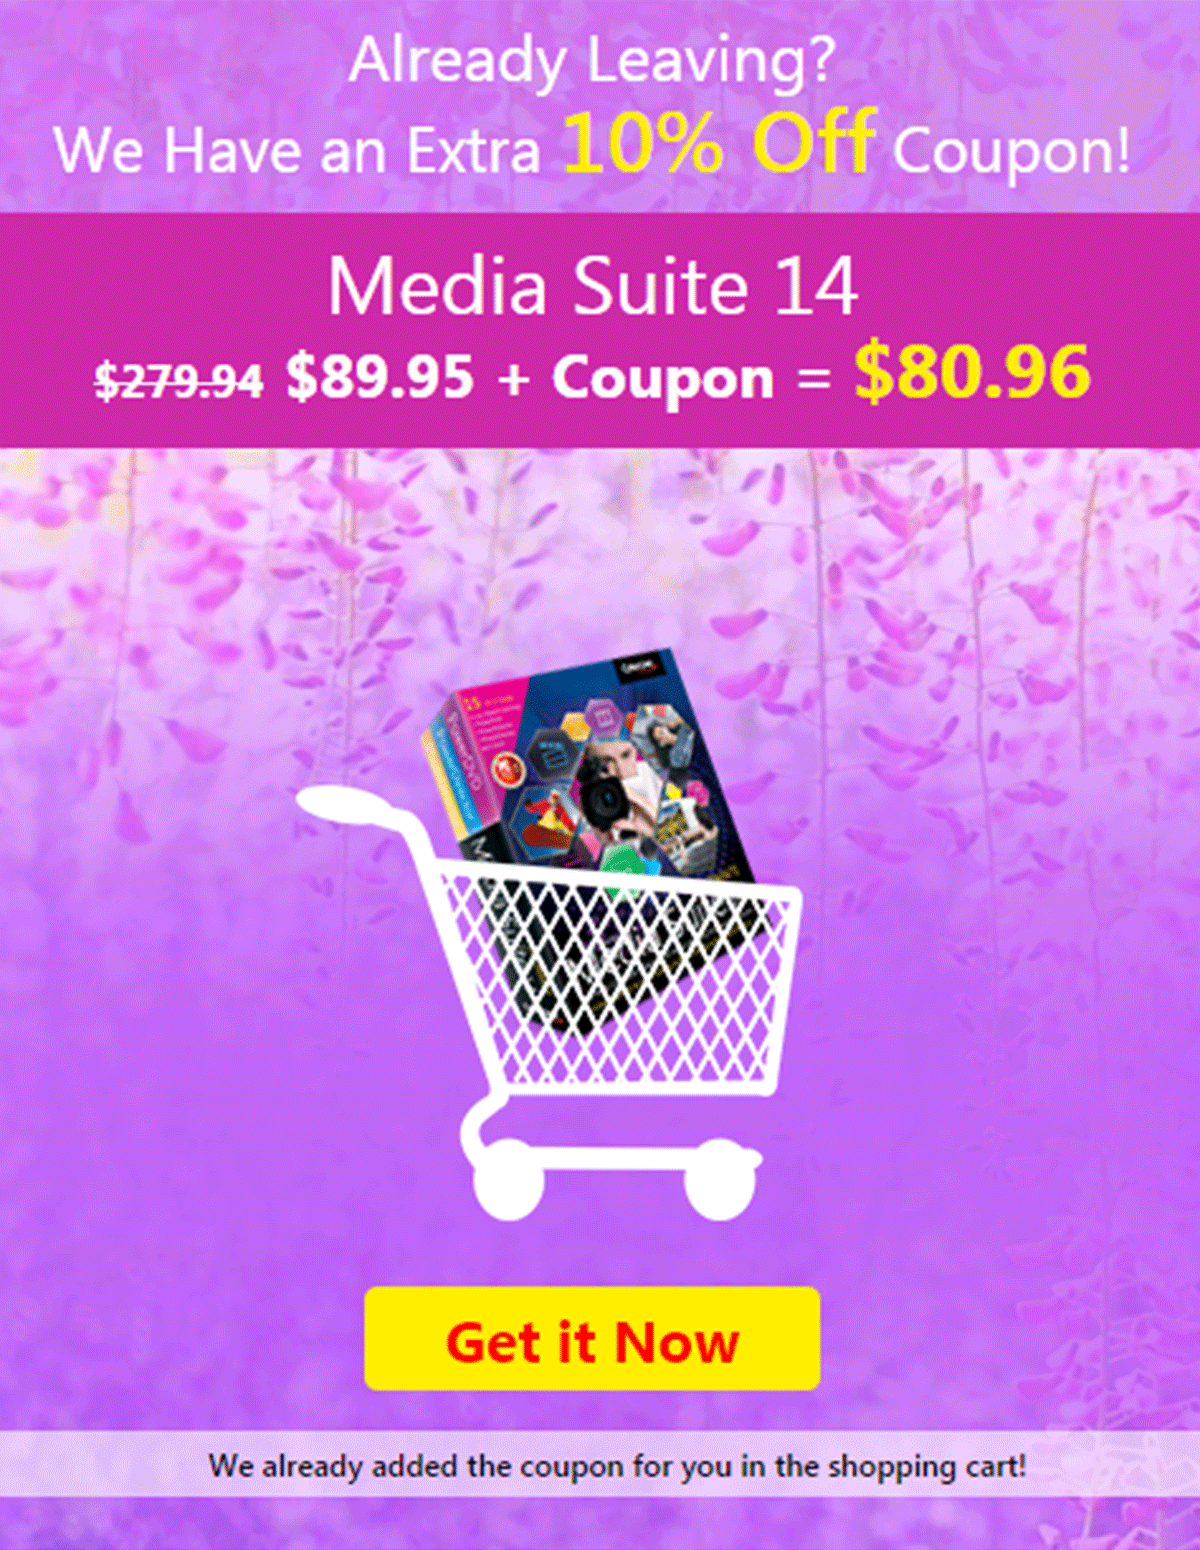 Already Leaving?
We Have an Extra 10% Off Coupon!
Media Suite 14
$279.94 $89.95 + Coupon = $80.96
15
Get it Now
We already added the coupon for you in the shopping cart!